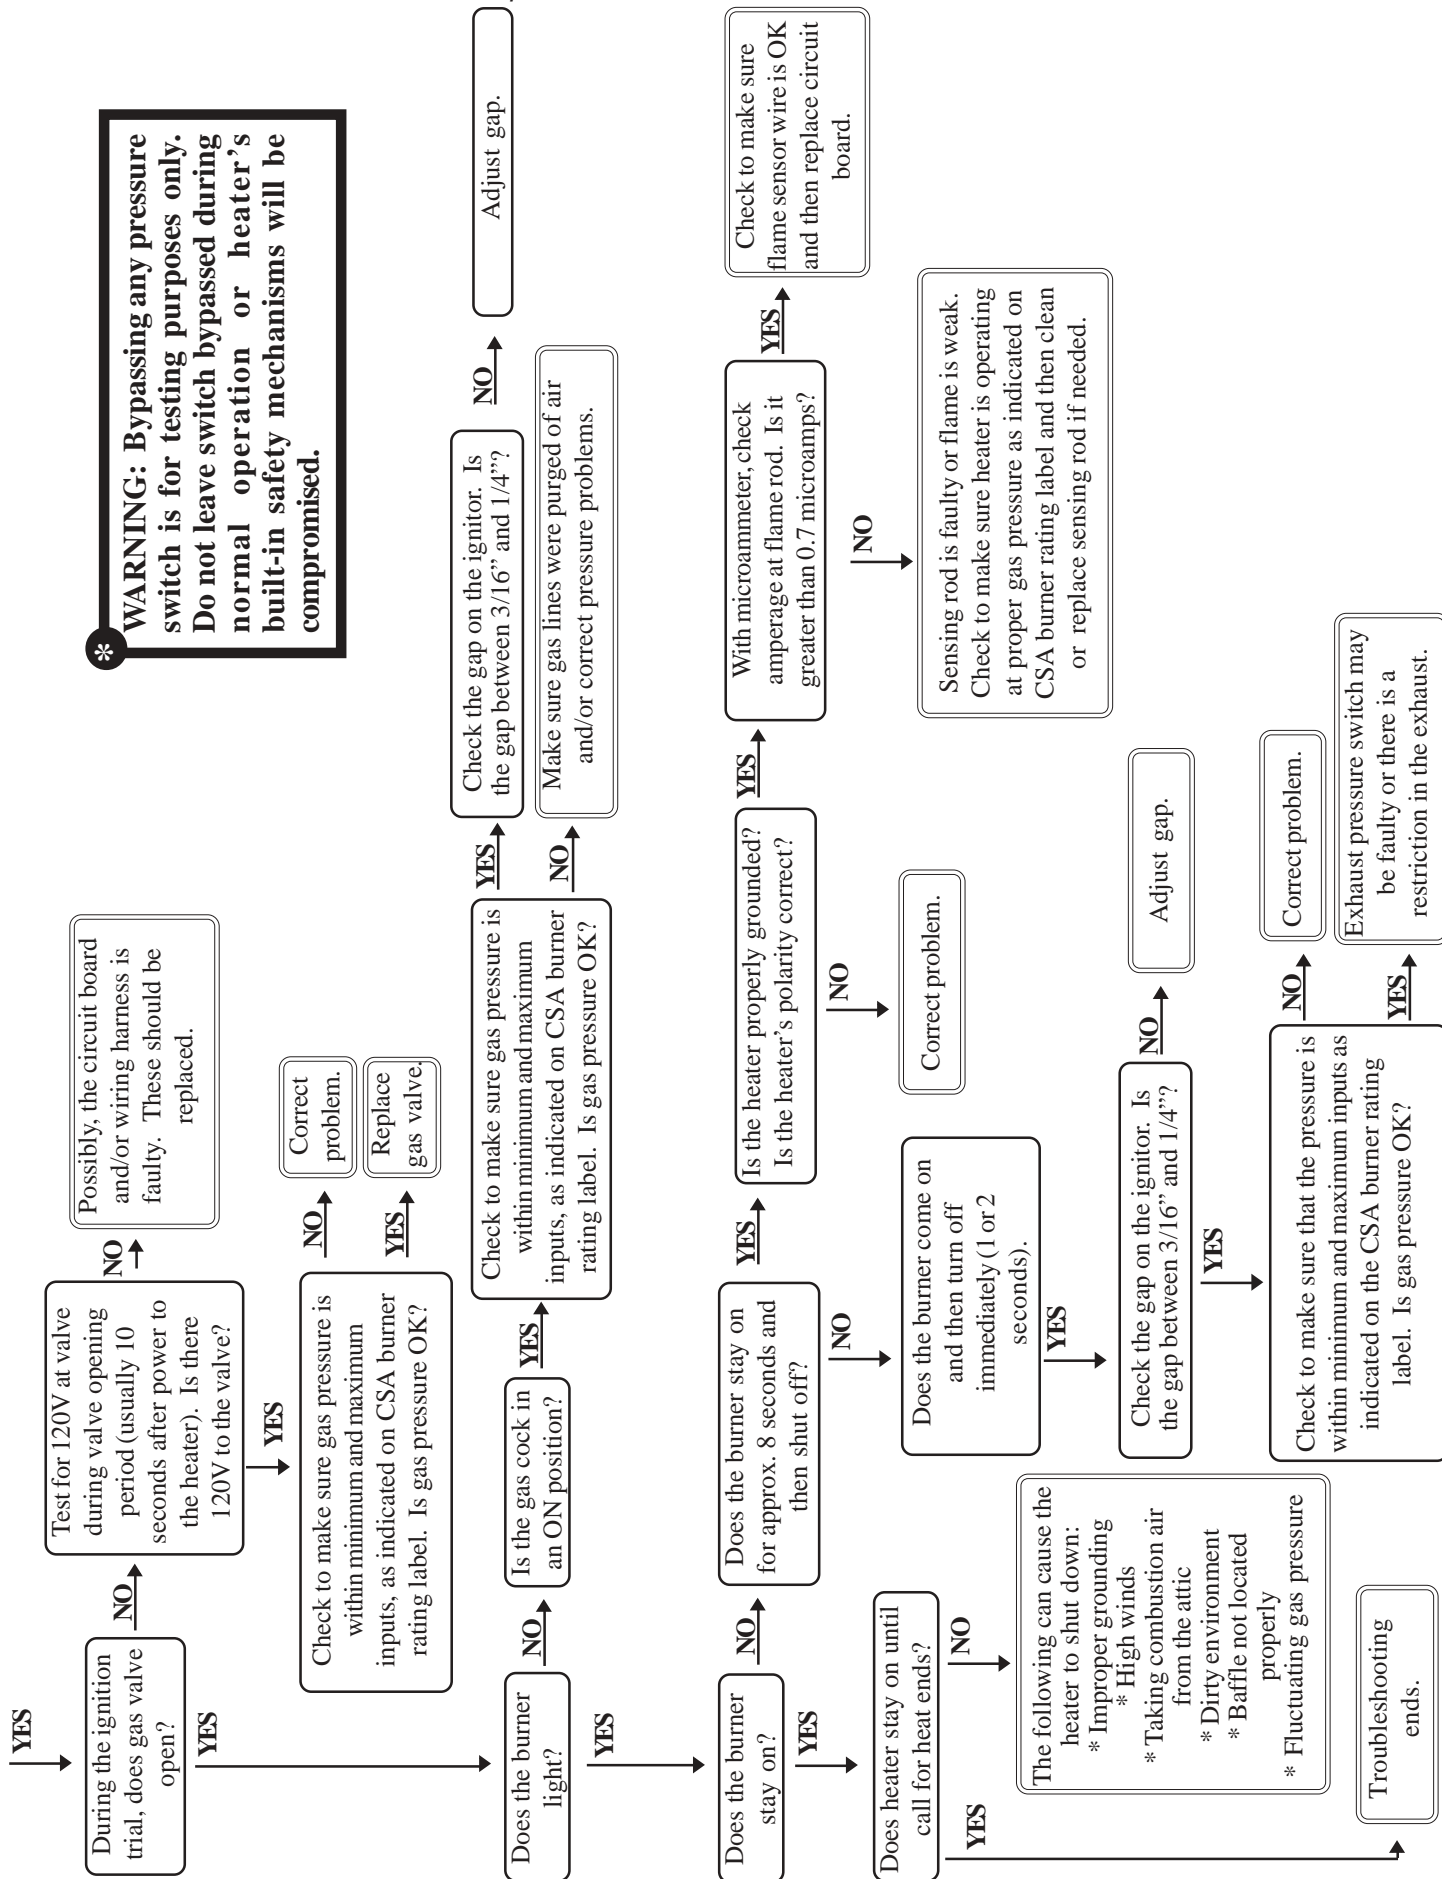 YES
During the ignition
trial, does gas valve
open?
NO
Test for 120V at valve
during valve opening
period (usually 10
seconds after power to
the heater). Is there
120V to the valve?
NO
Possibly, the circuit board
and/or wiring harness is
faulty. These should be
replaced.
YES
Check to make sure gas pressure is
within minimum and maximum
inputs, as indicated on CSA burner
rating label. Is gas pressure OK?
NO
Correct
problem.
YES
Replace
gas valve.
*
WARNING: Bypassing any pressure
switch is for testing purposes only.
Do not leave switch bypassed during
normal operation or heater's
built-in safety mechanisms will be
compromised.
YES
Does the burner
light?
NO
Is the gas cock in
an ON position?
YES
Check to make sure gas pressure is
within minimum and maximum
inputs, as indicated on CSA burner
rating label. Is gas pressure OK?
YES
Check the gap on the ignitor. Is
the gap between 3/16” and 1/4”?
NO
Adjust gap.
NO
Make sure gas lines were purged of air
and/or correct pressure problems.
YES
Does the burner
stay on?
NO
Does the burner stay on
for approx. 8 seconds and
then shut off?
YES
Is the heater properly grounded?
Is the heater's polarity correct?
YES
With microammeter, check
amperage at flame rod. Is it
greater than 0.7 microamps?
YES
Check to make sure
flame sensor wire is OK
and then replace circuit
board.
NO
Sensing rod is faulty or flame is weak.
Check to make sure heater is operating
at proper gas pressure as indicated on
CSA burner rating label and then clean
or replace sensing rod if needed.
NO
Correct problem.
NO
Does the burner come on
and then turn off
immediately (1 or 2
seconds).
YES
Check the gap on the ignitor. Is
the gap between 3/16” and 1/4”?
NO
Adjust gap.
YES
Check to make sure that the pressure is
within minimum and maximum inputs as
indicated on the CSA burner rating
label. Is gas pressure OK?
NO
Correct problem.
YES
Exhaust pressure switch may
be faulty or there is a
restriction in the exhaust.
YES
Does heater stay on until
call for heat ends?
NO
The following can cause the
heater to shut down:
* Improper grounding
* High winds
* Taking combustion air
from the attic
* Dirty environment
* Baffle not located
properly
* Fluctuating gas pressure
YES
Troubleshooting
ends.